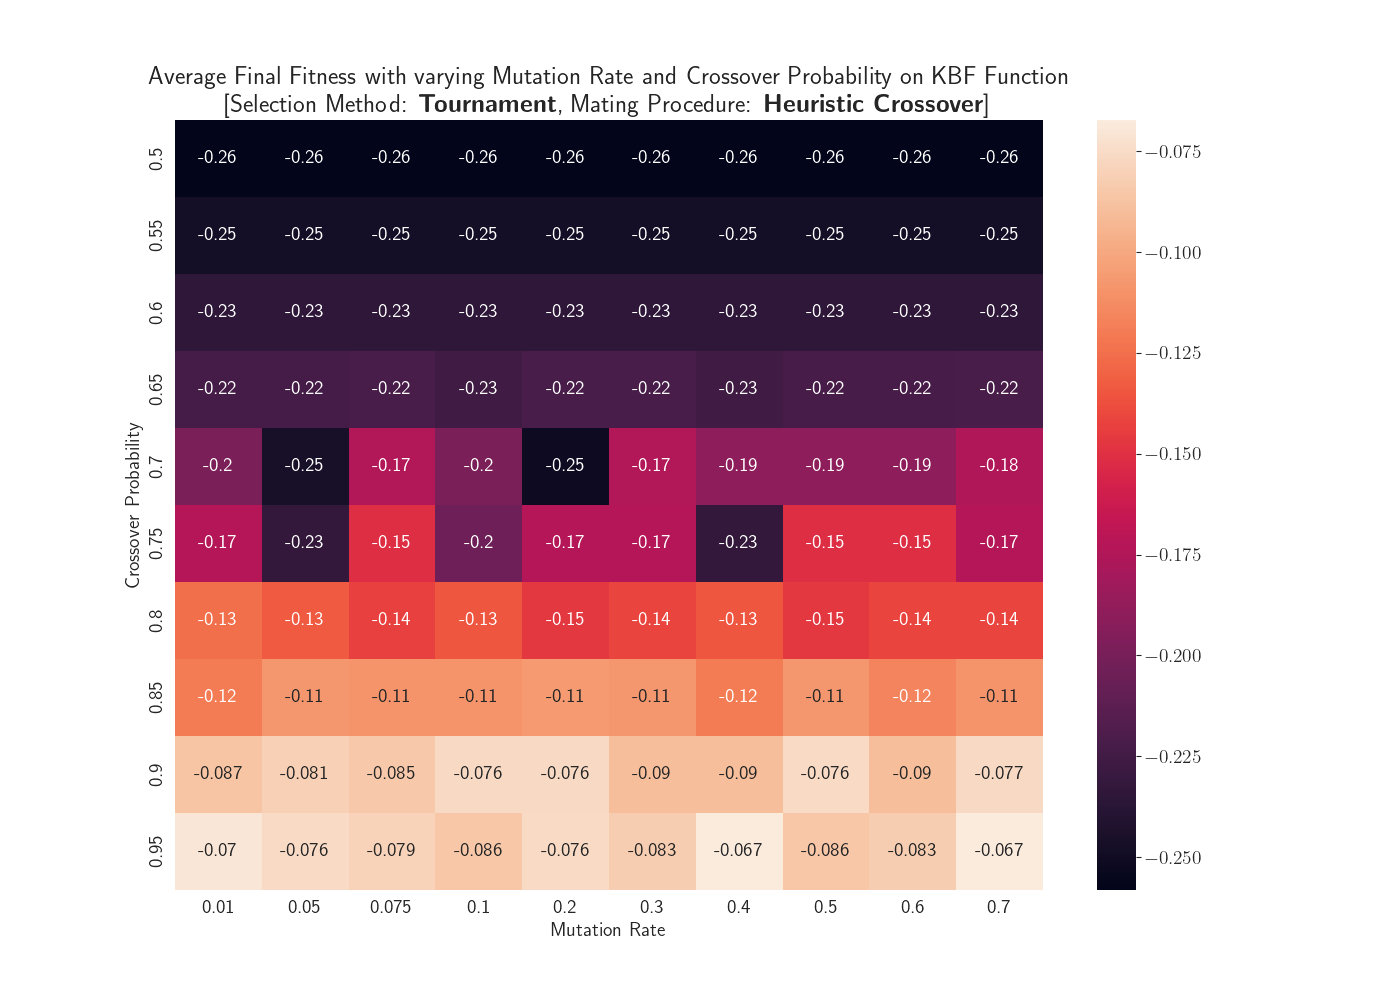 Average Final Fitness with varying Mutation Rate and Crossover Probability on KBF Function
[Selection Method: Tournament, Mating Procedure: Heuristic Crossover]
0.5 -0.26 -0.26 -0.26 -0.26 -0.26 -0.26 -0.26 -0.26 -0.26 -0.26
0.55 -0.25 -0.25 -0.25 -0.25 -0.25 -0.25 -0.25 -0.25 -0.25 -0.25
0.6 -0.23 -0.23 -0.23 -0.23 -0.23 -0.23 -0.23 -0.23 -0.23 -0.23
0.65 -0.22 -0.22 -0.22 -0.23 -0.22 -0.22 -0.23 -0.22 -0.22 -0.22
0.7 -0.2 -0.25 -0.17 -0.2 -0.25 -0.17 -0.19 -0.19 -0.19 -0.18
0.75 -0.17 -0.23 -0.15 -0.2 -0.17 -0.17 -0.23 -0.15 -0.15 -0.17
0.8 -0.13 -0.13 -0.14 -0.13 -0.15 -0.14 -0.13 -0.15 -0.14 -0.14
0.85 -0.12 -0.11 -0.11 -0.11 -0.11 -0.11 -0.12 -0.11 -0.12 -0.11
0.9 -0.087 -0.081 -0.085 -0.076 -0.076 -0.09 -0.09 -0.076 -0.09 -0.077
0.95 -0.07 -0.076 -0.079 -0.086 -0.076 -0.083 -0.067 -0.086 -0.083 -0.067
0.01 0.05 0.075 0.1 0.2 0.3 0.4 0.5 0.6 0.7
Mutation Rate
Crossover Probability
−0.075
−0.100
−0.125
−0.150
−0.175
−0.200
−0.225
−0.250